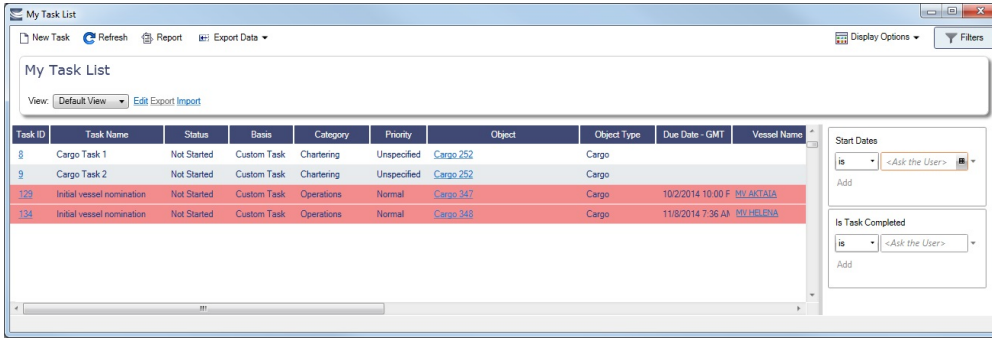 My Task List
New Task Refresh Report Export Data Display Options Filters
My Task List
View: Default View Edit Export Import
Task ID Task Name Status Basis Category Priority Object Object Type Due Date - GMT Vessel Name
8 Cargo Task 1 Not Started Custom Task Chartering Unspecified Cargo 252 Cargo
9 Cargo Task 2 Not Started Custom Task Chartering Unspecified Cargo 252 Cargo
129 Initial vessel nomination Not Started Custom Task Operations Normal Cargo 347 Cargo 10/2/2014 10:00 P MV AKTAIA
134 Initial vessel nomination Not Started Custom Task Operations Normal Cargo 348 Cargo 11/8/2014 7:36 AM MV HELENA
Start Dates
is <Ask the User>
Add
Is Task Completed
is <Ask the User>
Add